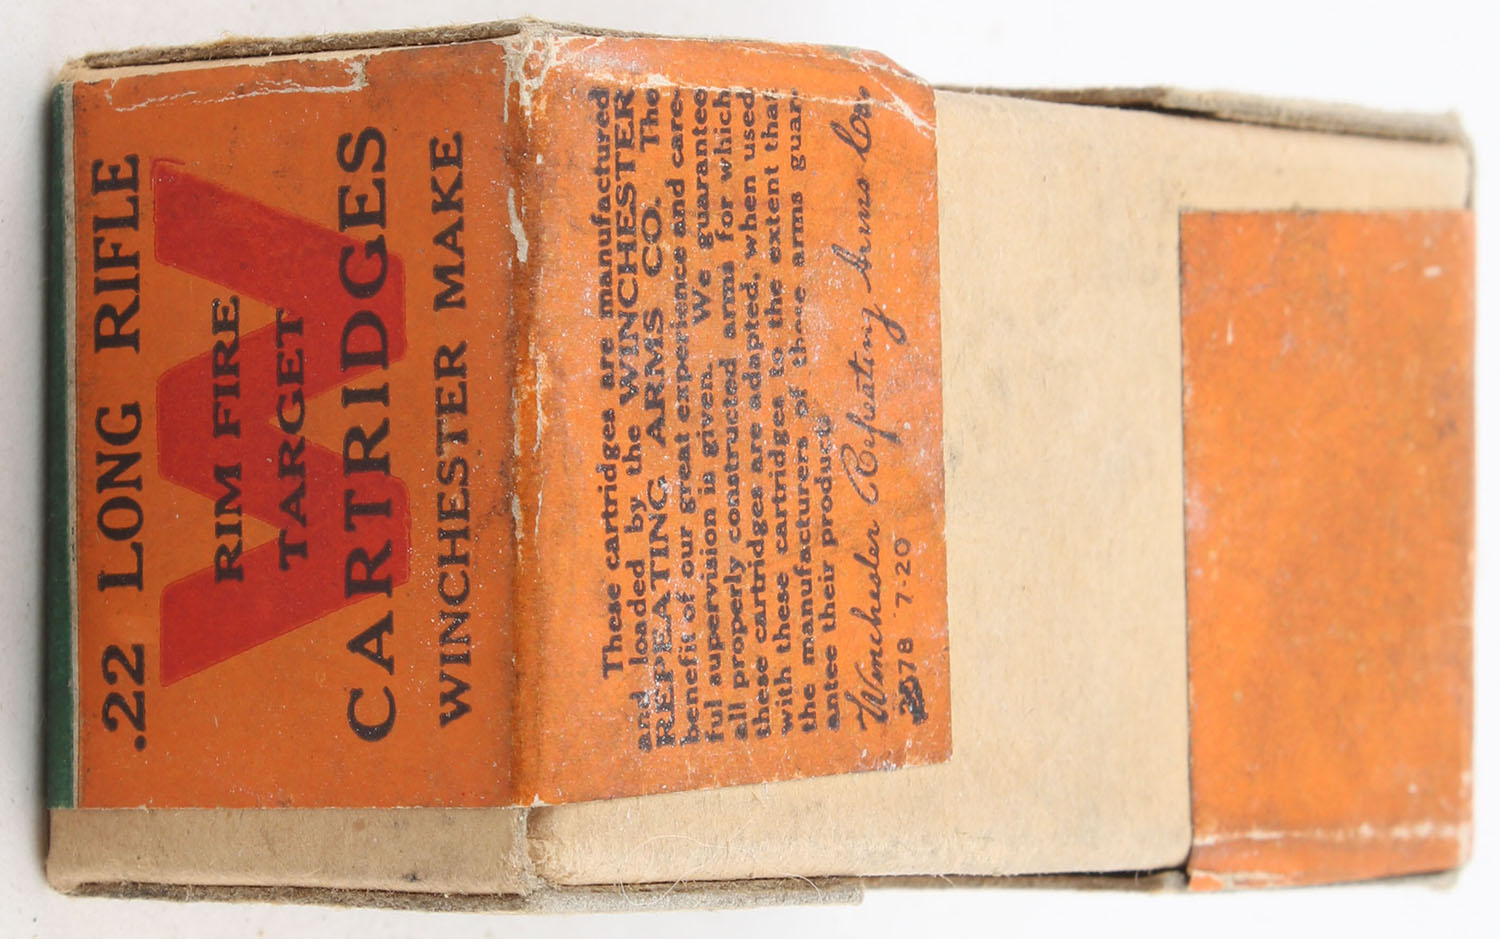 .22 LONG RIFLE
W
RIM FIRE
TARGET
CARTRIDGES
WINCHESTER MAKE
These cartridges are manufactured
and loaded by the WINCHESTER
REPEATING ARMS CO. The
benefit of our great experience and care-
ful supervision is given. We guarantee
all properly constructed arms for which
these cartridges are adapted, when used
with these cartridges to the extent that
the manufacturers of those arms guar-
antee their product.
Winchester Repeating Arms Co.
78 7-20